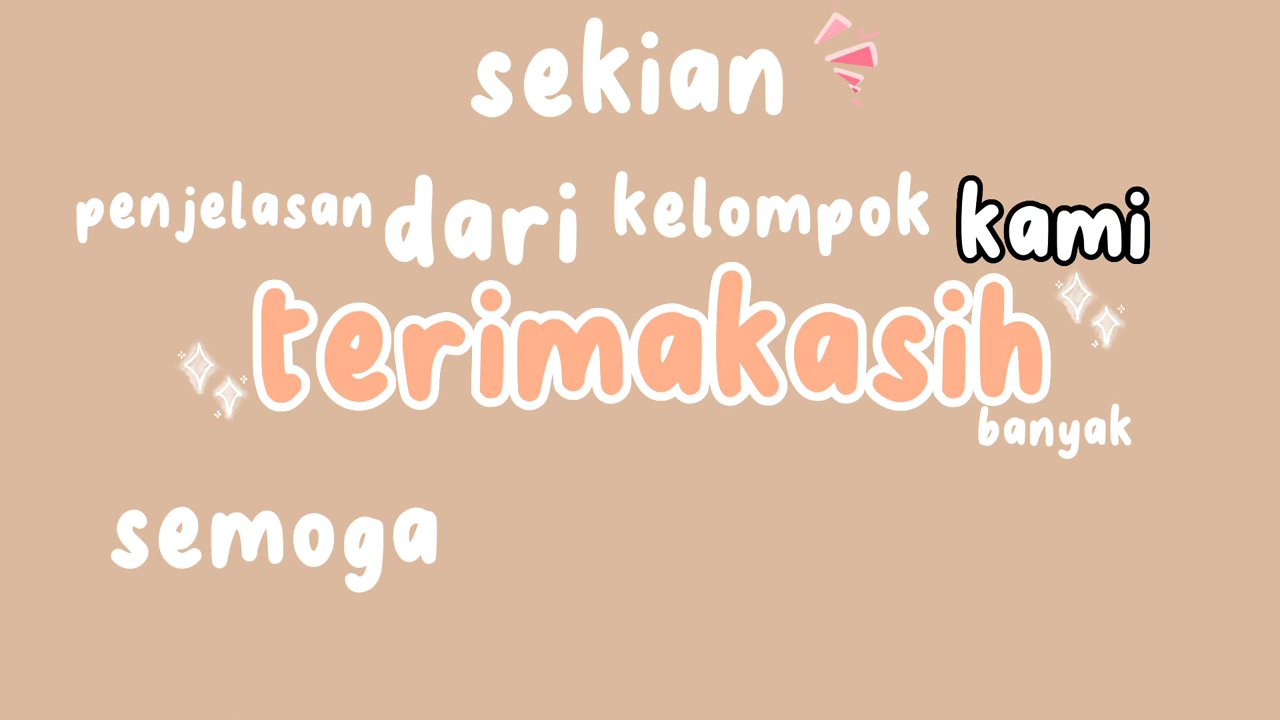 sekian
penjelasan dari kelompok kami
terimakasih
banyak
semoga